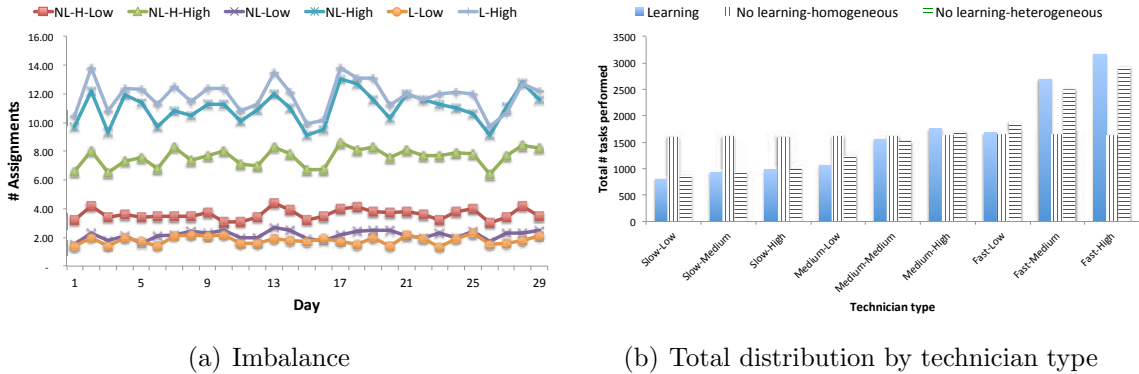 NL-H-Low NL-H-High NL-Low NL-High L-Low L-High
16.00
14.00
12.00
10.00
8.00
6.00
4.00
2.00
-
# Assignments
1 5 9 13 17 21 25 29
Day
(a) Imbalance
Learning No learning-homogeneous No learning-heterogeneous
3500
3000
2500
2000
1500
1000
500
0
Total # tasks performed
Slow-Low
Slow-Medium
Slow-High
Medium-Low
Medium-Medium
Medium-High
Fast-Low
Fast-Medium
Fast-High
Technician type
(b) Total distribution by technician type